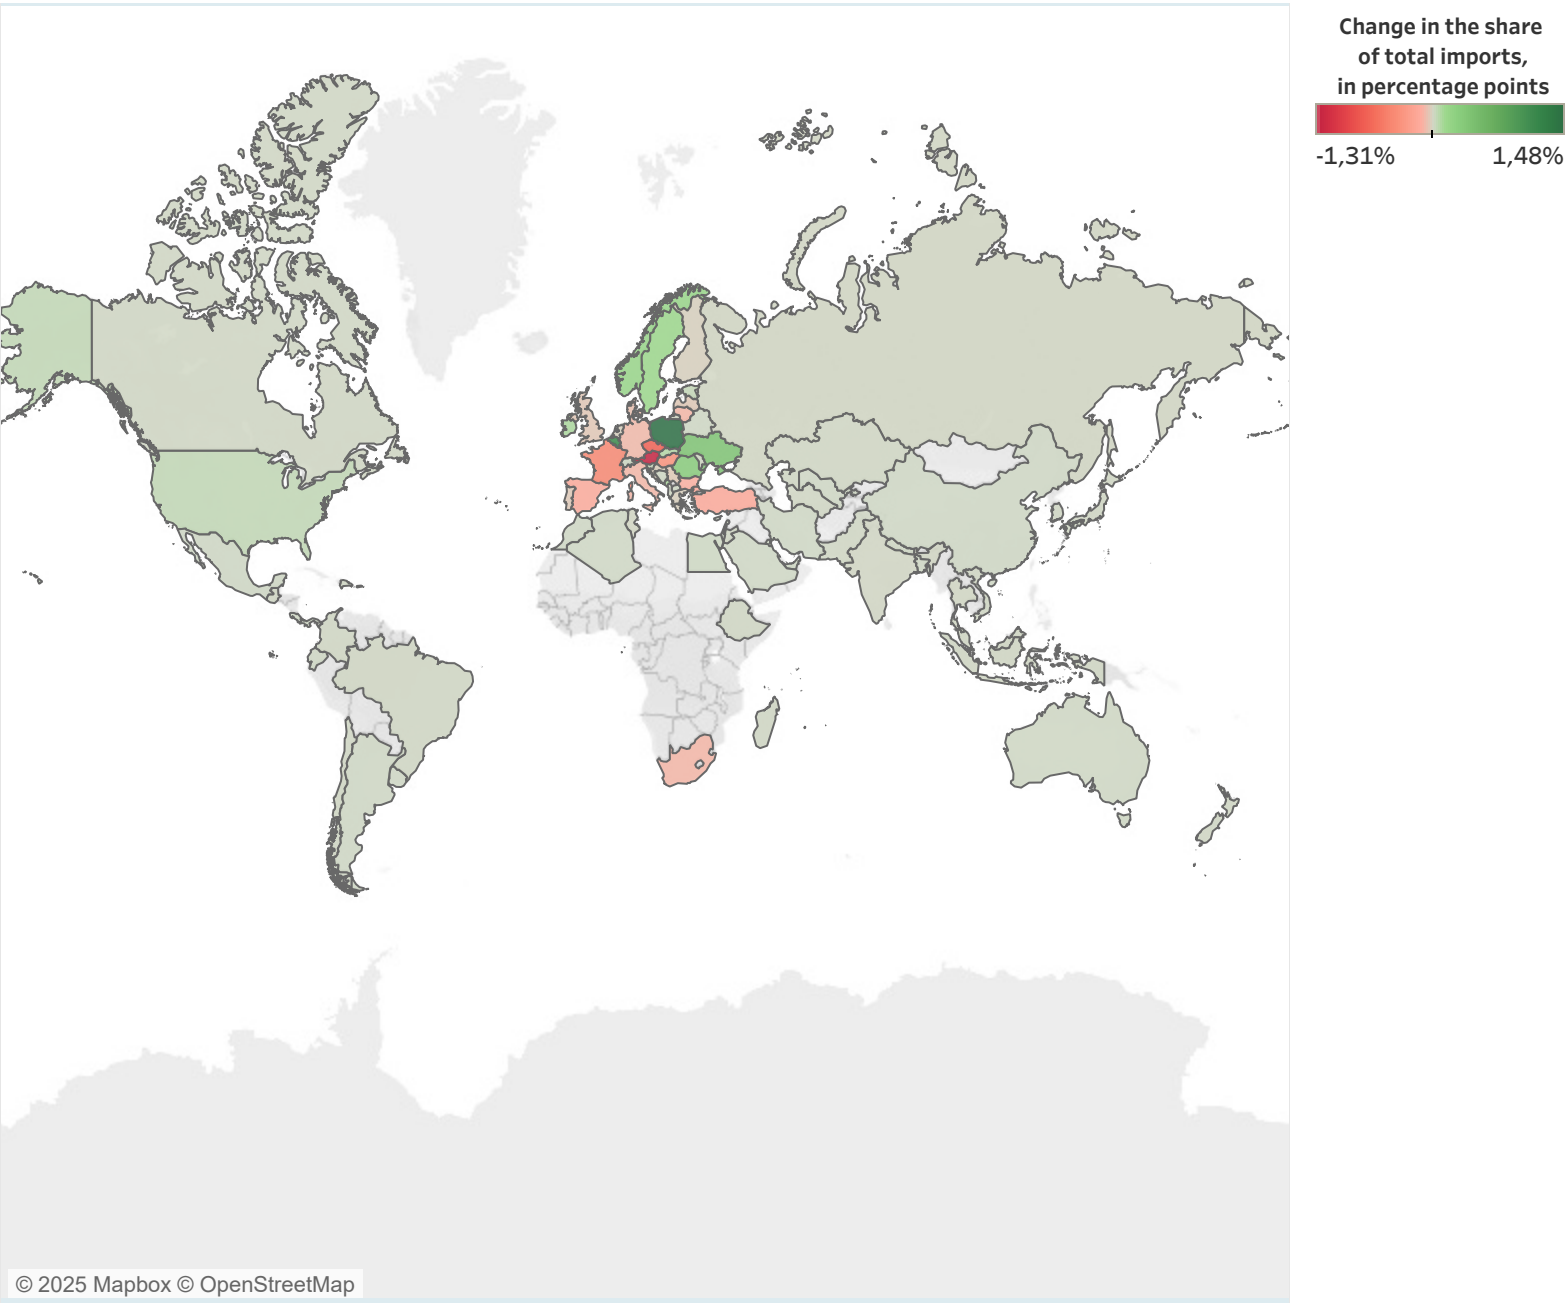 Change in the share
of total imports,
in percentage points
-1,31% 1,48%
© 2025 Mapbox © OpenStreetMap